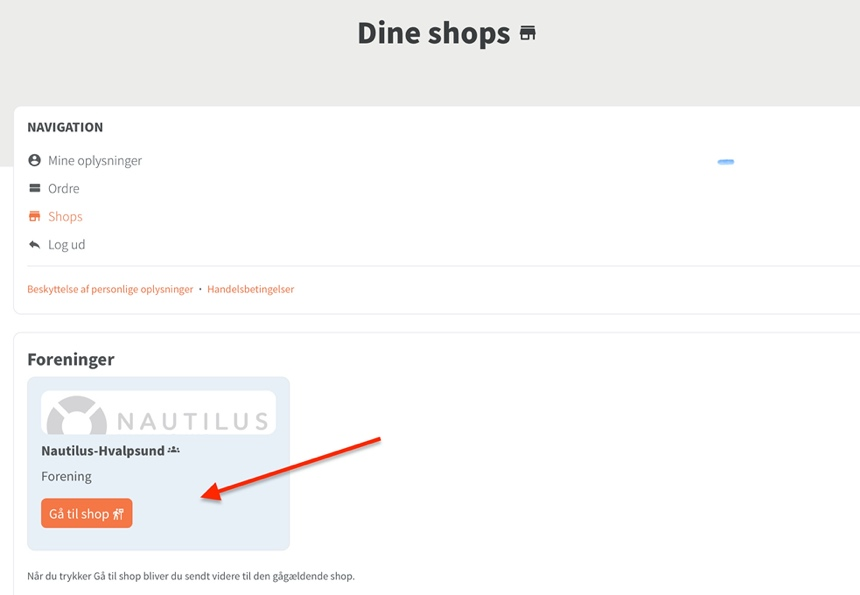 Dine shops
NAVIGATION
Mine oplysninger
Ordre
Shops
Log ud
Beskyttelse af personlige oplysninger • Handelsbetingelser
Foreninger
NAUTILUS
Nautilus-Hvalpsund
Forening
Gå til shop
Når du trykker Gå til shop bliver du sendt videre til den gågældende shop.